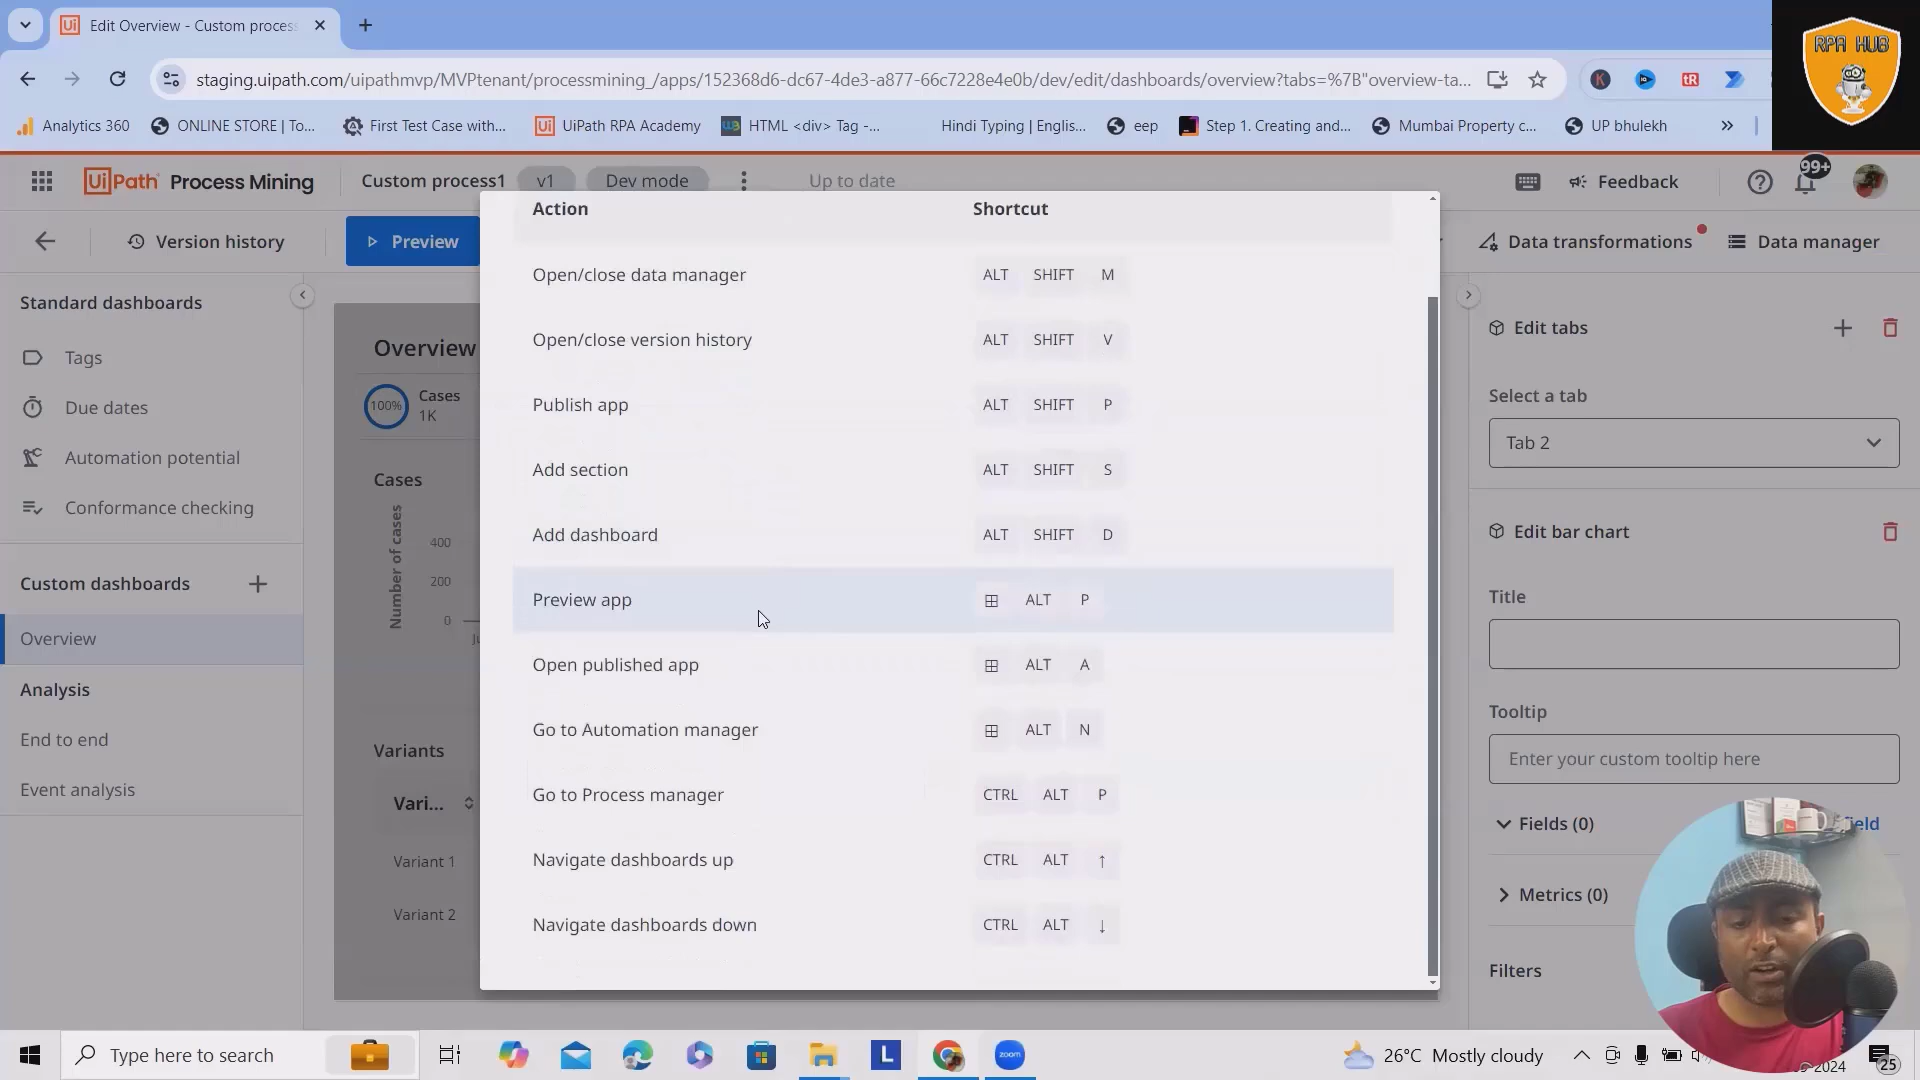 Edit Overview - Custom process
staging.uipath.com/uipathmvp/MVPtenant/processmining_/apps/152368d6-dc67-4de3-a877-66c7228e4e0b/dev/edit/dashboards/overview?tabs=%7B"overview-ta...
K
tR
RPA HUB
Analytics 360
ONLINE STORE | To...
First Test Case with...
UiPath RPA Academy
HTML <div> Tag -...
Hindi Typing | Englis...
eep
Step 1. Creating and...
Mumbai Property c...
UP bhulekh
UiPath Process Mining
Custom process1
v1
Dev mode
Up to date
Feedback
99+
Version history
Preview
Data transformations
Data manager
Standard dashboards
Tags
Due dates
Automation potential
Conformance checking
Custom dashboards
Overview
Analysis
End to end
Event analysis
Overview
100%
Cases
1K
Cases
Number of cases
400
200
0
Variants
Vari...
Variant 1
Variant 2
Action Shortcut
Open/close data manager ALT SHIFT M
Open/close version history ALT SHIFT V
Publish app ALT SHIFT P
Add section ALT SHIFT S
Add dashboard ALT SHIFT D
Preview app ⊞ ALT P
Open published app ⊞ ALT A
Go to Automation manager ⊞ ALT N
Go to Process manager CTRL ALT P
Navigate dashboards up CTRL ALT ↑
Navigate dashboards down CTRL ALT ↓
Edit tabs
Select a tab
Tab 2
Edit bar chart
Title
Tooltip
Enter your custom tooltip here
Fields (0)
Metrics (0)
Filters
Type here to search
L
zoom
26°C Mostly cloudy
2024
25